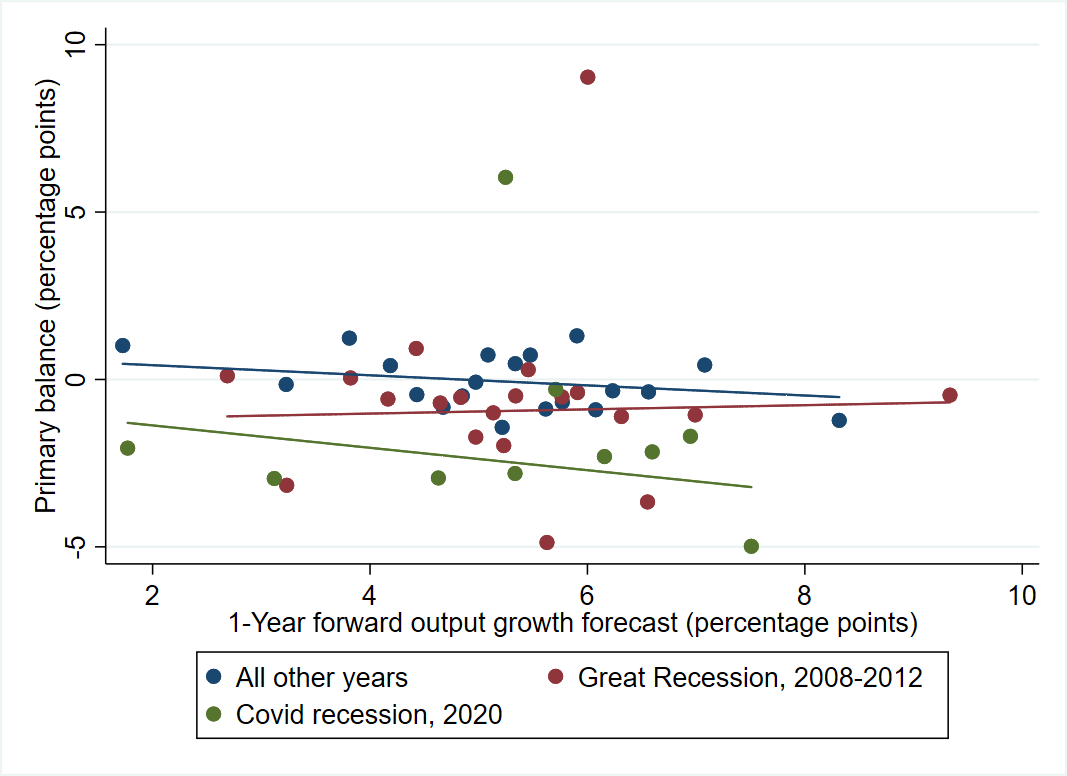 10
5
0
-5
Primary balance (percentage points)
2 4 6 8 10
1-Year forward output growth forecast (percentage points)
All other years
Great Recession, 2008-2012
Covid recession, 2020